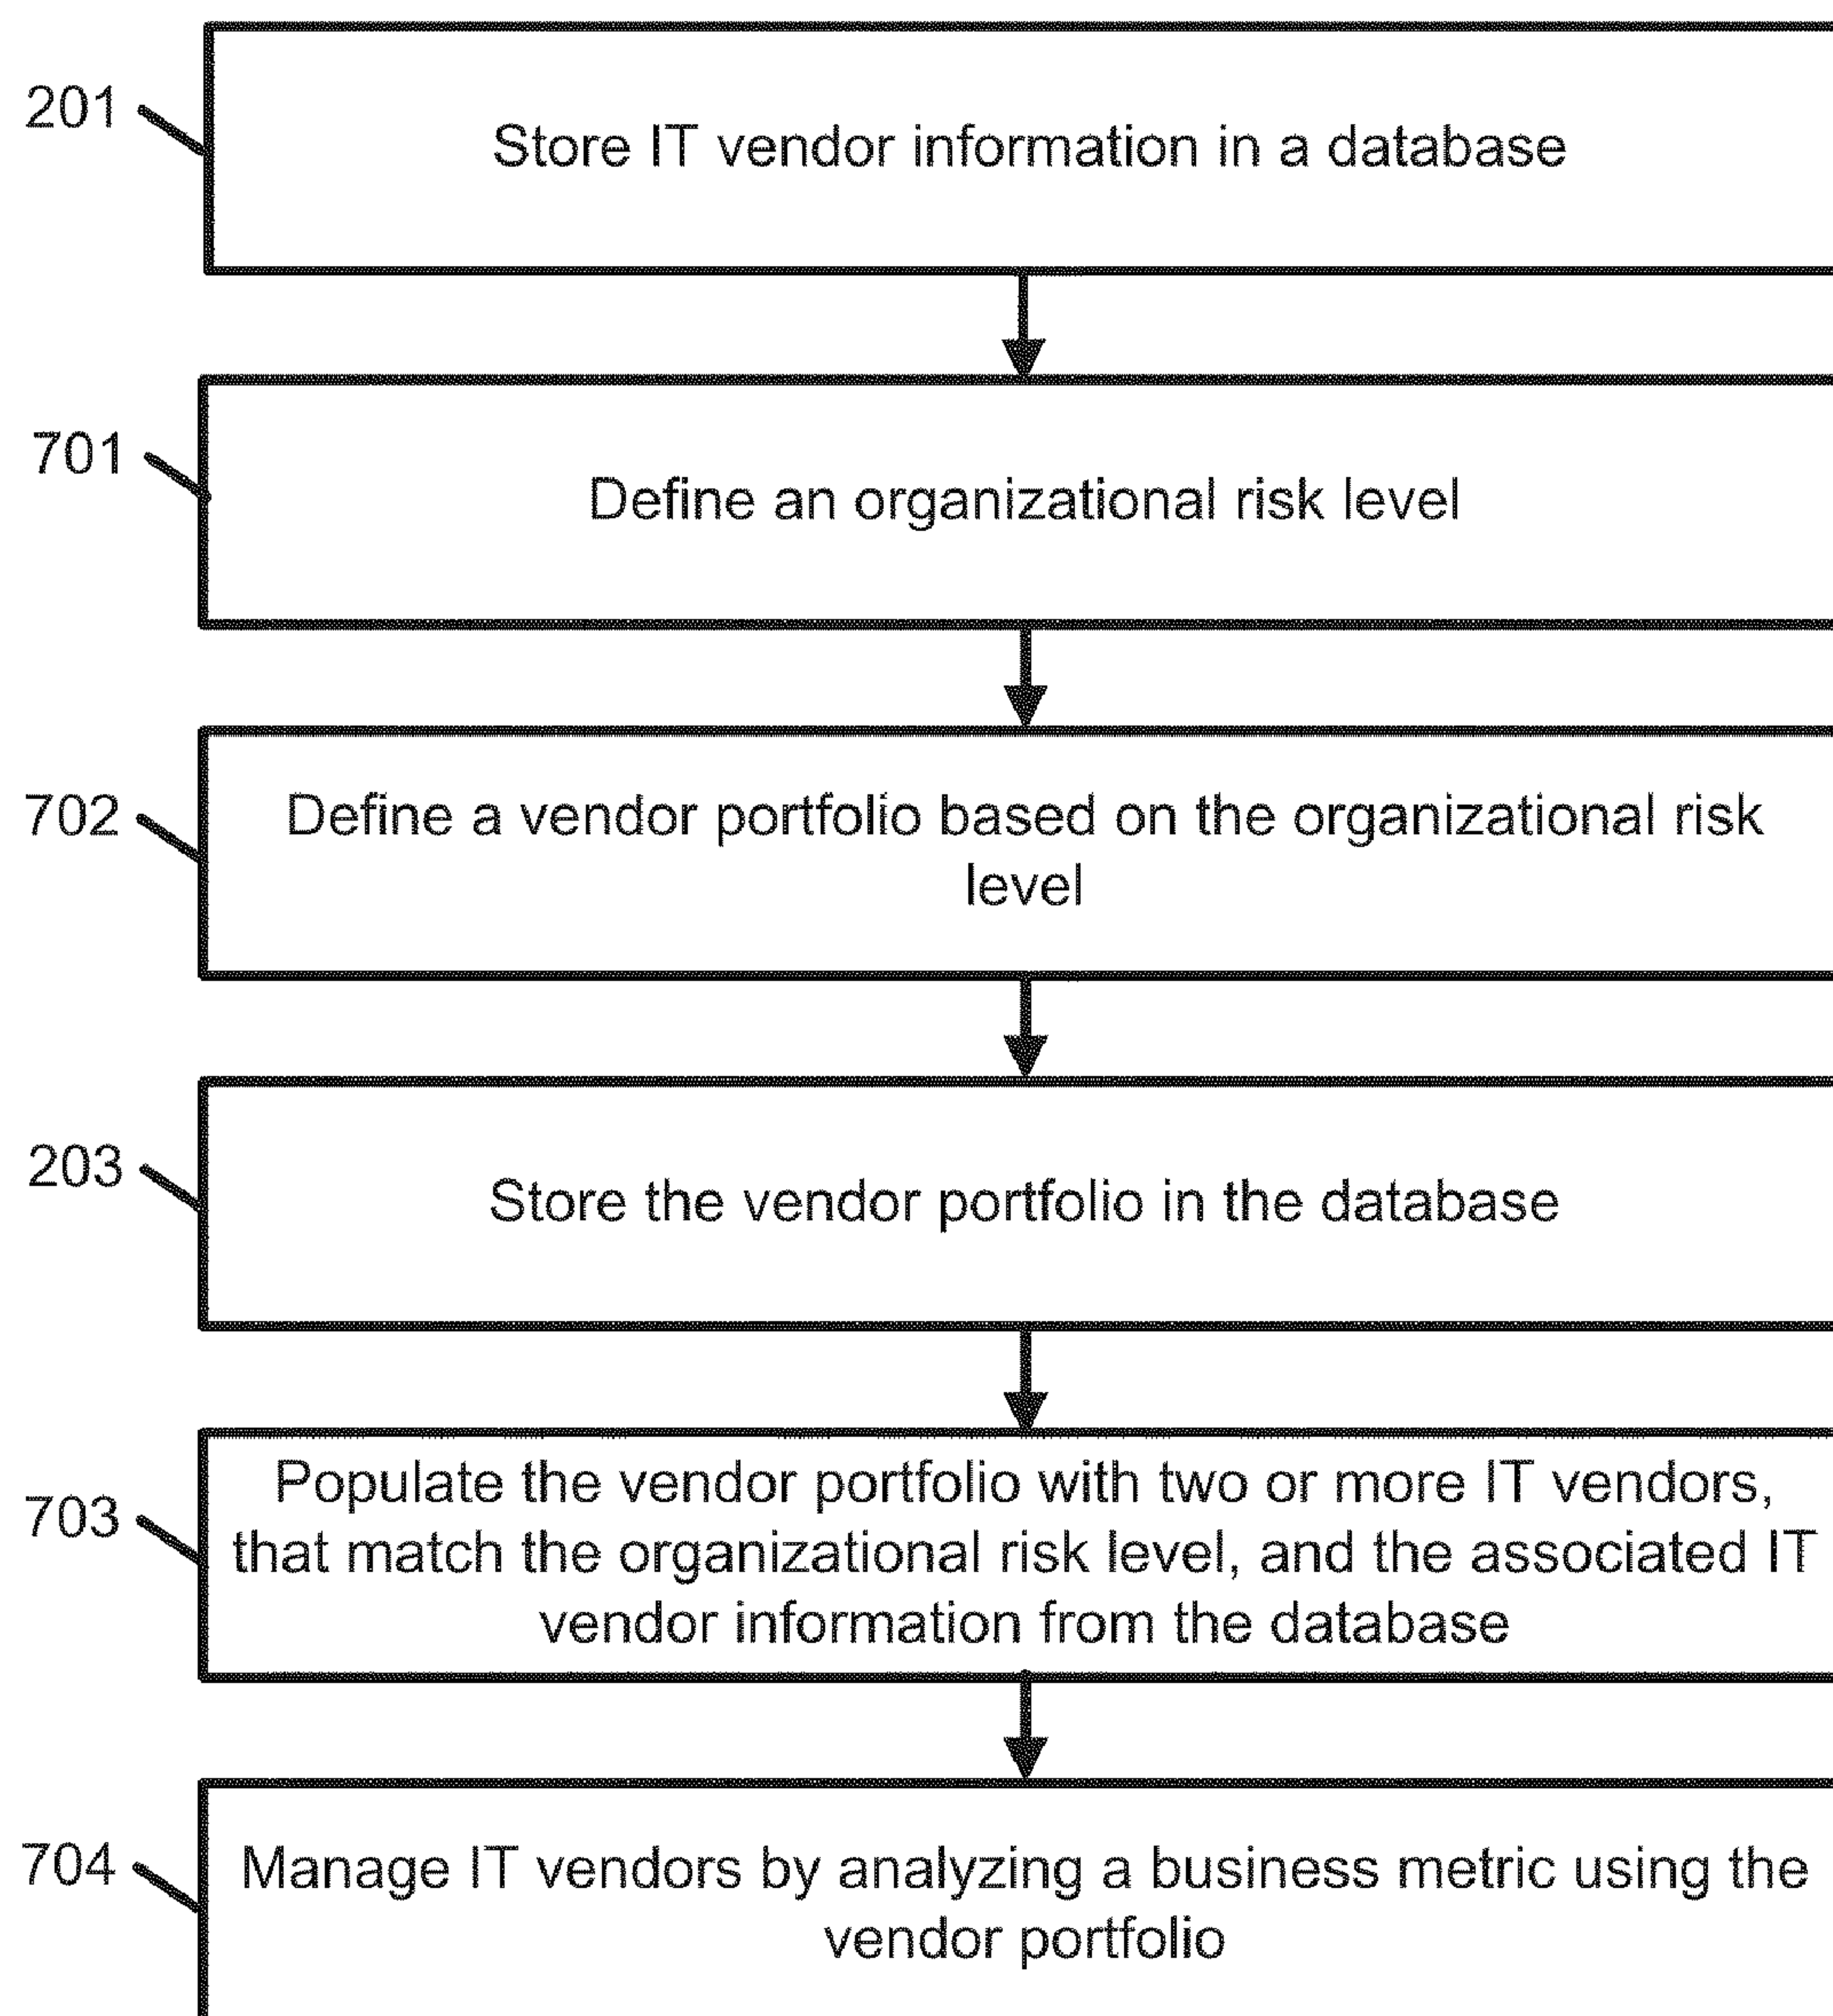 201
Store IT vendor information in a database
701
Define an organizational risk level
702
Define a vendor portfolio based on the organizational risk
level
203
Store the vendor portfolio in the database
703
Populate the vendor portfolio with two or more IT vendors,
that match the organizational risk level, and the associated IT
vendor information from the database
704
Manage IT vendors by analyzing a business metric using the
vendor portfolio